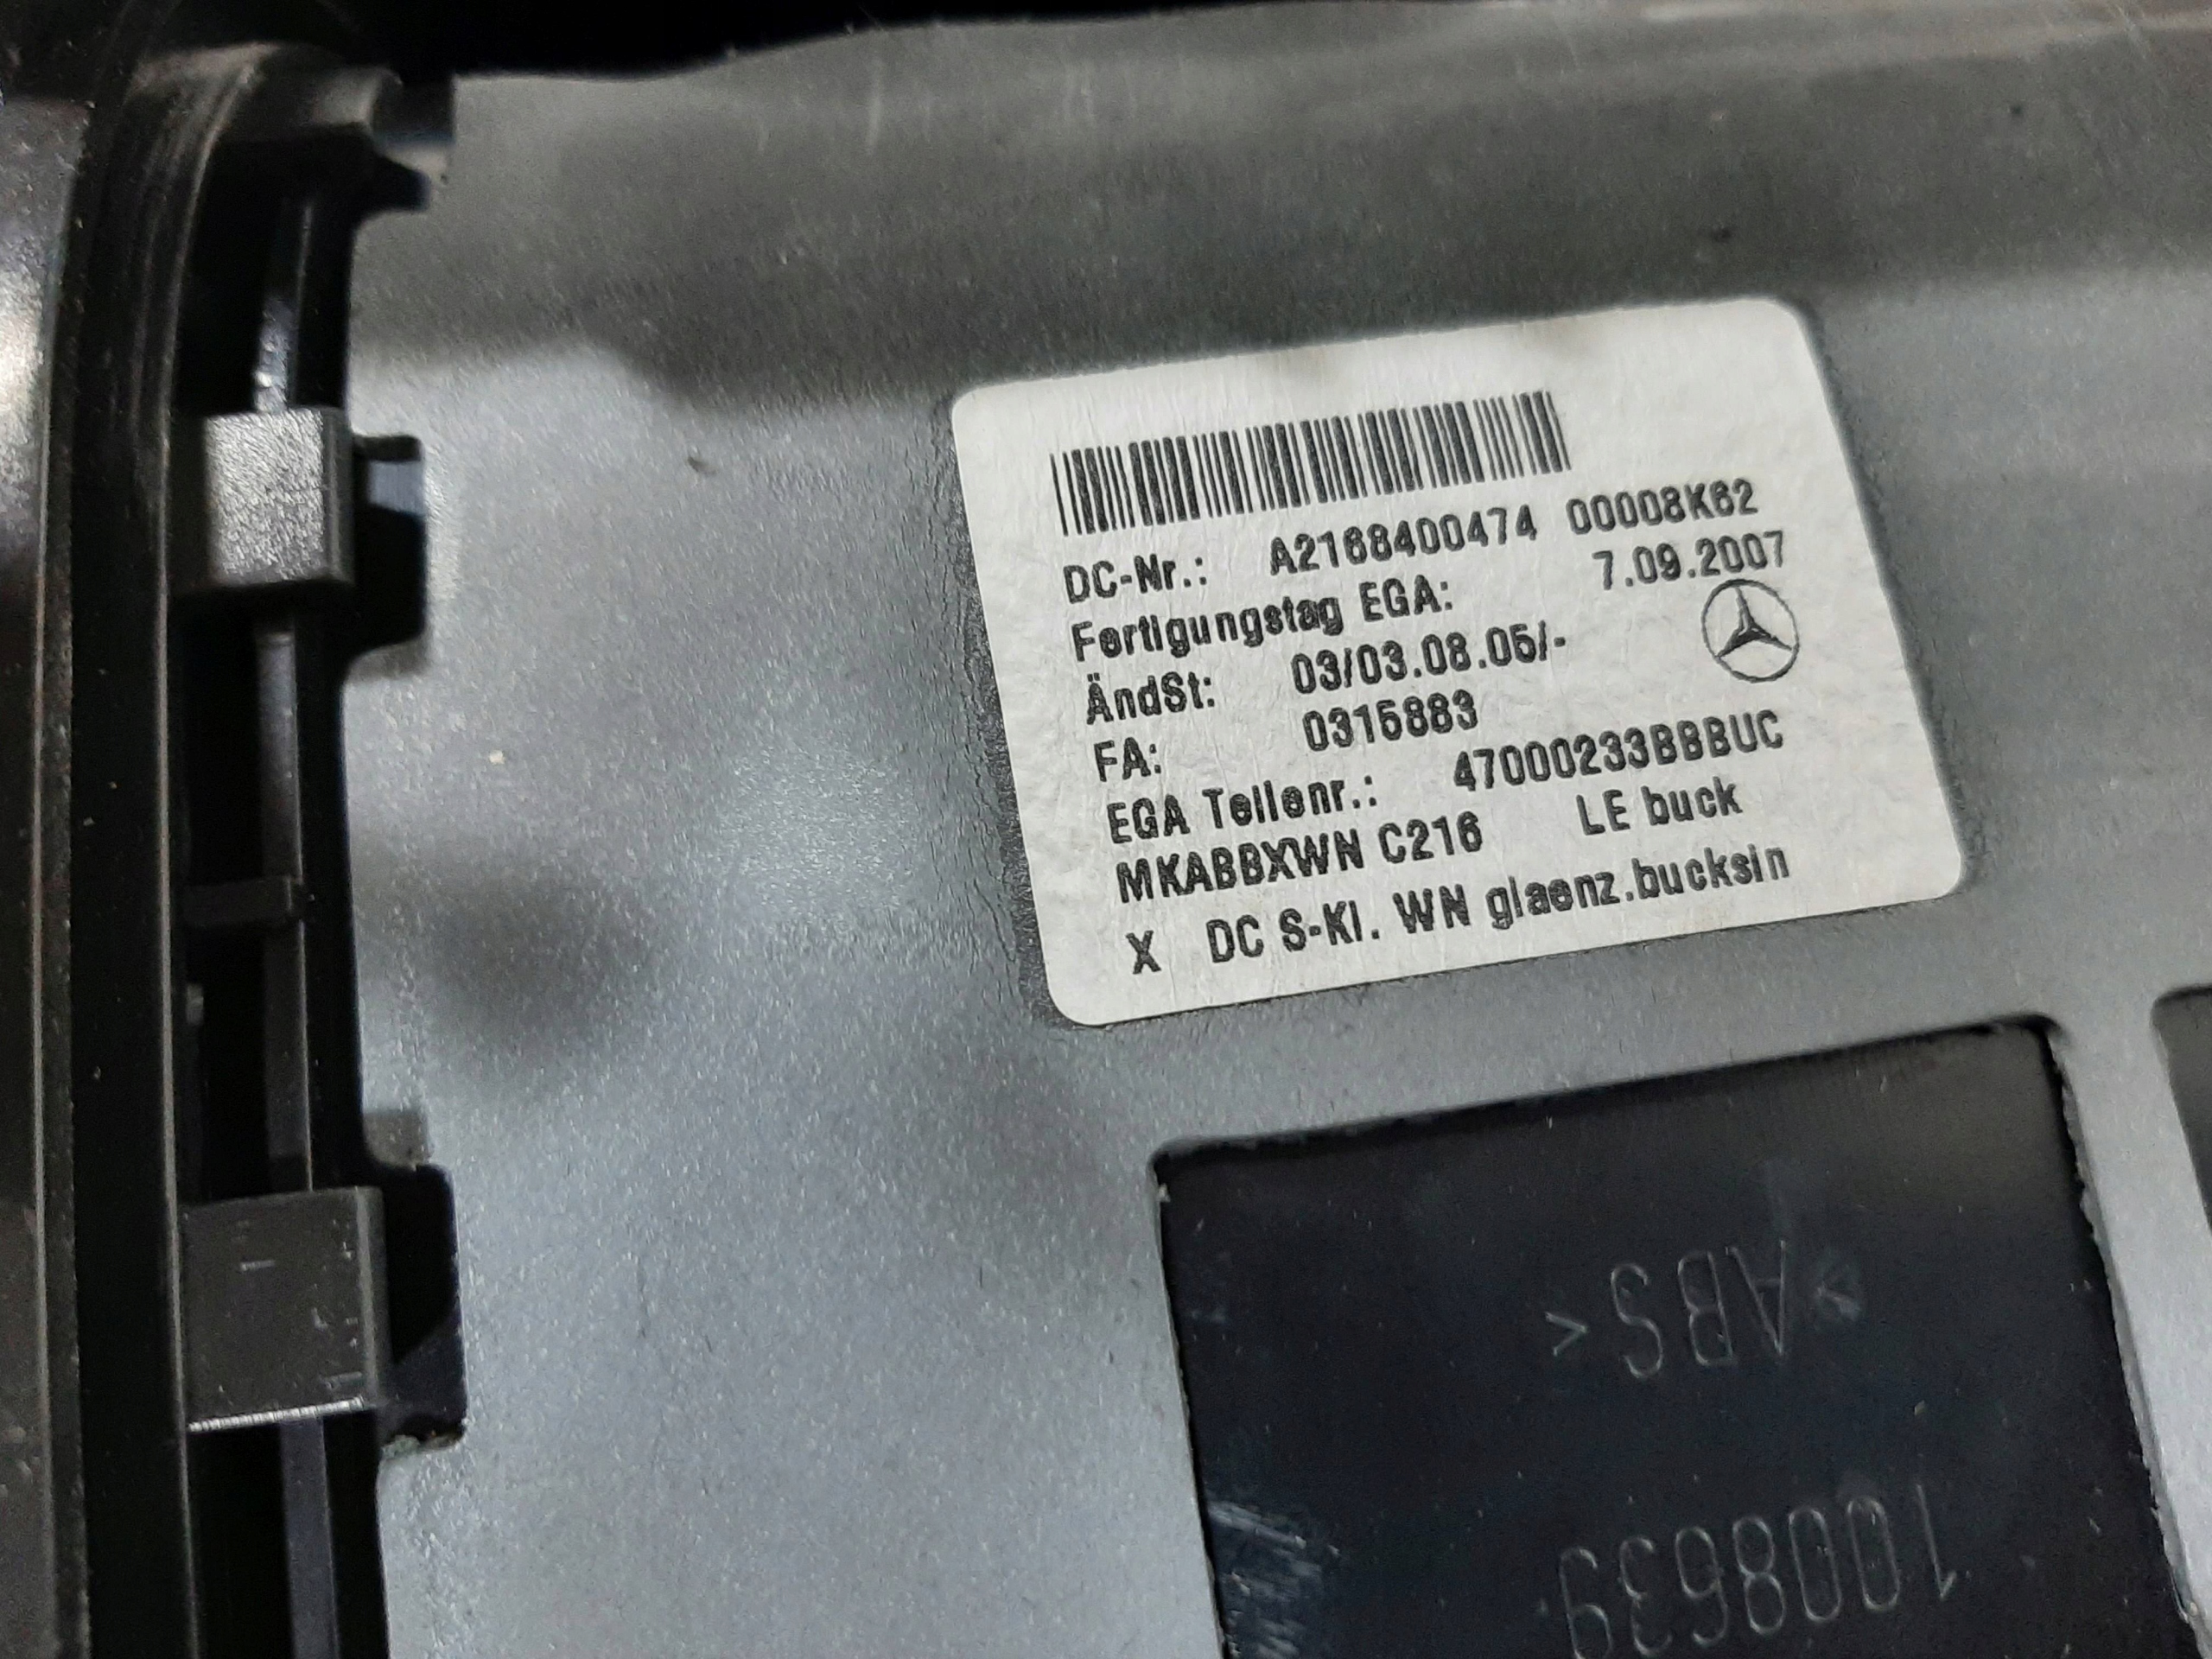 DC-Nr.: A2168400474 00008K62
Fertigungstag EGA: 7.09.2007
ÄndSt: 03/03.08.05/-
FA: 0315883
EGA Teilenr.: 47000233BBBUC
MKABBXWN C216 LE buck
X DC S-Kl. WN glaenz.bucksin
>ABS<
1008639